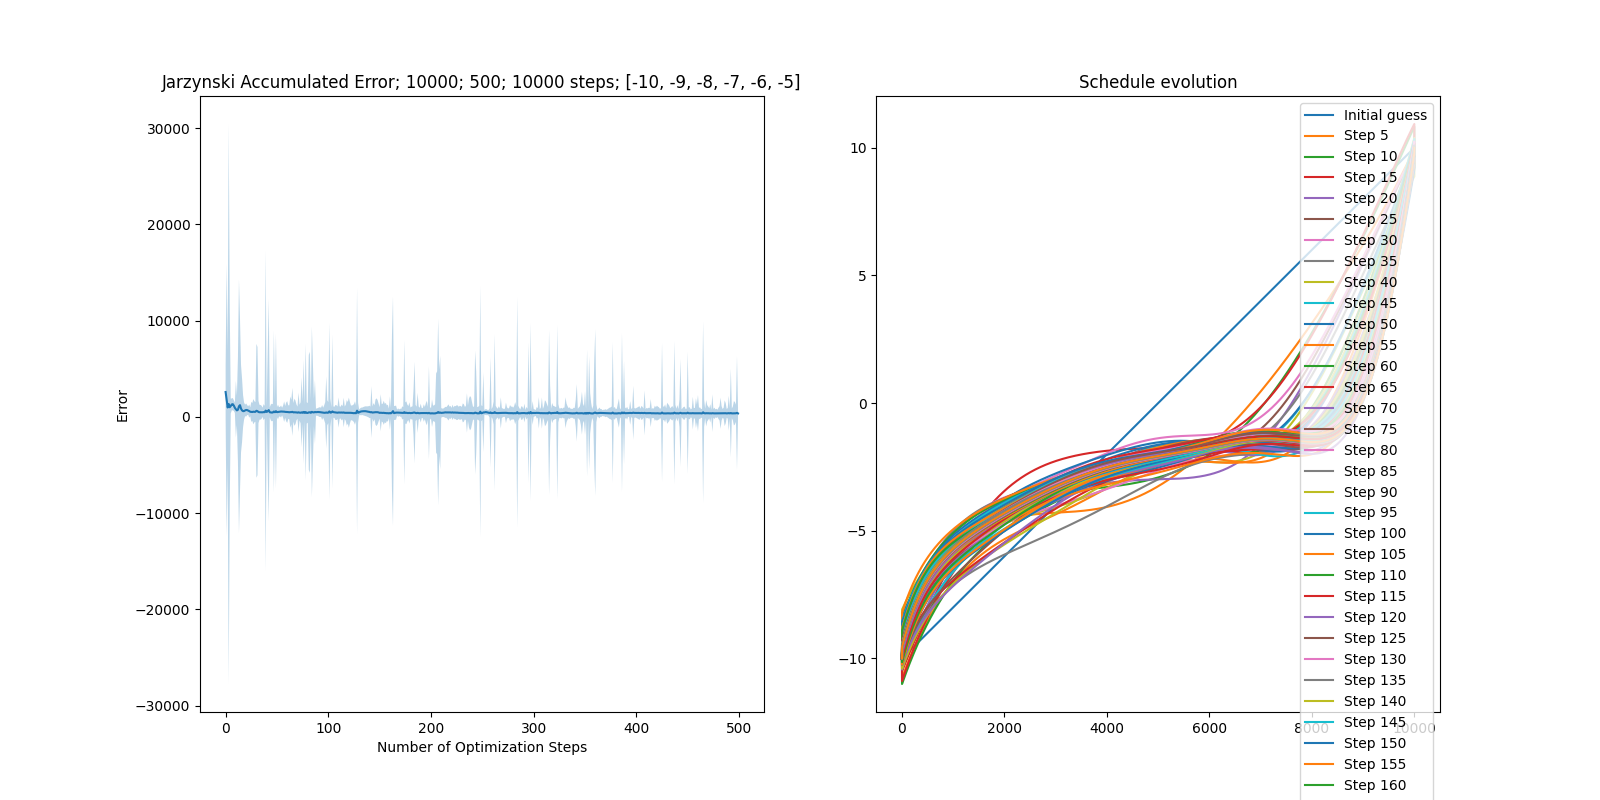 Jarzynski Accumulated Error; 10000; 500; 10000 steps; [-10, -9, -8, -7, -6, -5]
30000
20000
10000
0
−10000
−20000
−30000
Error
0 100 200 300 400 500
Number of Optimization Steps
Schedule evolution
10
5
0
−5
−10
0 2000 4000 6000 8000 10000
Initial guess
Step 5
Step 10
Step 15
Step 20
Step 25
Step 30
Step 35
Step 40
Step 45
Step 50
Step 55
Step 60
Step 65
Step 70
Step 75
Step 80
Step 85
Step 90
Step 95
Step 100
Step 105
Step 110
Step 115
Step 120
Step 125
Step 130
Step 135
Step 140
Step 145
Step 150
Step 155
Step 160